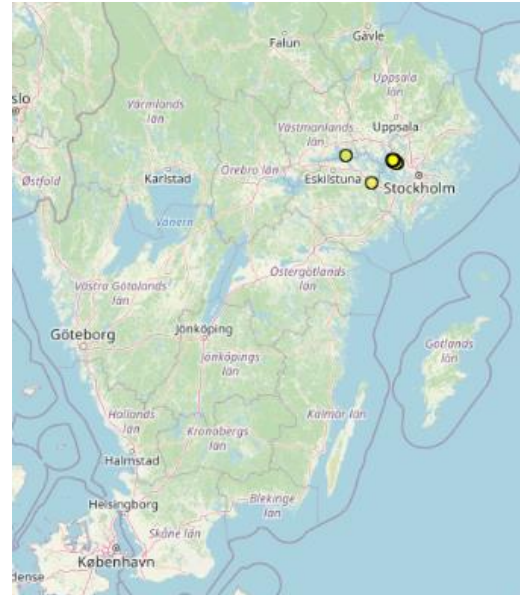 Gävle
Falun
Uppsala
län
slo
Värmlands
län
Västmanlands
län
Uppsala
Örebro län
Østfold
Karlstad
Eskilstuna
Stockholm
Vänern
Östergötlands
län
Västra Götalands
län
Göteborg
Jönköping
Gotlands
län
Jönköpings
län
Hallands
län
Kronobergs
län
Kalmar län
Halmstad
Blekinge
län
Helsingborg
Skåne län
København
dense